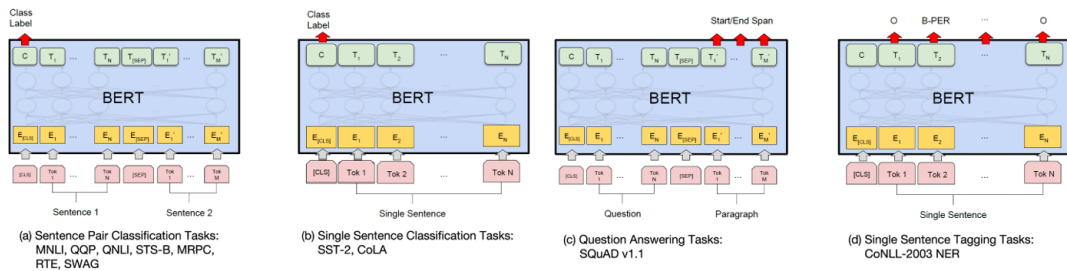 Class
Label
C T1 ... TN T[SEP] T1' ... TM'
BERT
E[CLS] E1 ... EN E[SEP] E1' ... EM'
[CLS] Tok 1 ... Tok N [SEP] Tok 1 ... Tok M
Sentence 1 Sentence 2
(a) Sentence Pair Classification Tasks:
MNLI, QQP, QNLI, STS-B, MRPC,
RTE, SWAG
Class
Label
C T1 T2 ... TN
BERT
E[CLS] E1 E2 ... EN
[CLS] Tok 1 Tok 2 ... Tok N
Single Sentence
(b) Single Sentence Classification Tasks:
SST-2, CoLA
Start/End Span
C T1 ... TN T[SEP] T1' ... TM'
BERT
E[CLS] E1 ... EN E[SEP] E1' ... EM'
[CLS] Tok 1 ... Tok N [SEP] Tok 1 ... Tok M
Question Paragraph
(c) Question Answering Tasks:
SQuAD v1.1
O B-PER ... O
C T1 T2 ... TN
BERT
E[CLS] E1 E2 ... EN
[CLS] Tok 1 Tok 2 ... Tok N
Single Sentence
(d) Single Sentence Tagging Tasks:
CoNLL-2003 NER